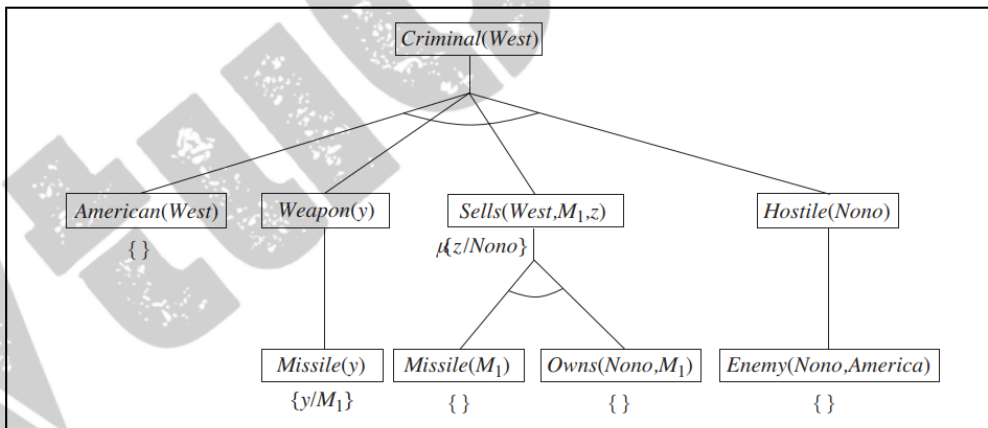 Criminal(West)
American(West) Weapon(y) Sells(West,M1,z) Hostile(Nono)
{ } {z/Nono}
Missile(y) Missile(M1) Owns(Nono,M1) Enemy(Nono,America)
{y/M1} { } { } { }